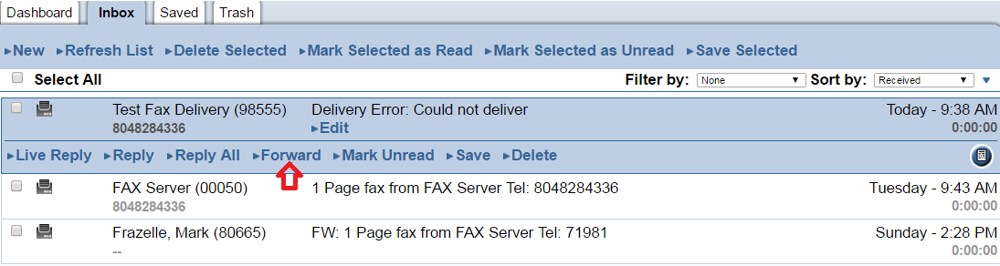 Dashboard Inbox Saved Trash
New Refresh List Delete Selected Mark Selected as Read Mark Selected as Unread Save Selected
Select All Filter by: None Sort by: Received
Test Fax Delivery (98555) Delivery Error: Could not deliver Today - 9:38 AM
8048284336 Edit 0:00:00
Live Reply Reply Reply All Forward Mark Unread Save Delete
FAX Server (00050) 1 Page fax from FAX Server Tel: 8048284336 Tuesday - 9:43 AM
8048284336 0:00:00
Frazelle, Mark (80665) FW: 1 Page fax from FAX Server Tel: 71981 Sunday - 2:28 PM
-- 0:00:00